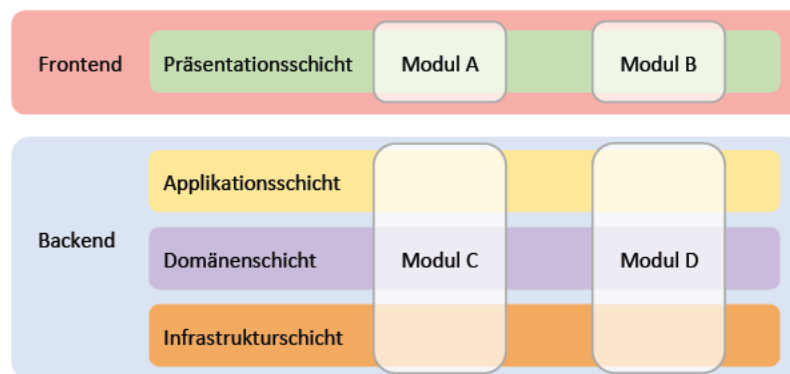 Frontend
Präsentationsschicht
Modul A
Modul B
Applikationsschicht
Backend
Domänenschicht
Modul C
Modul D
Infrastrukturschicht